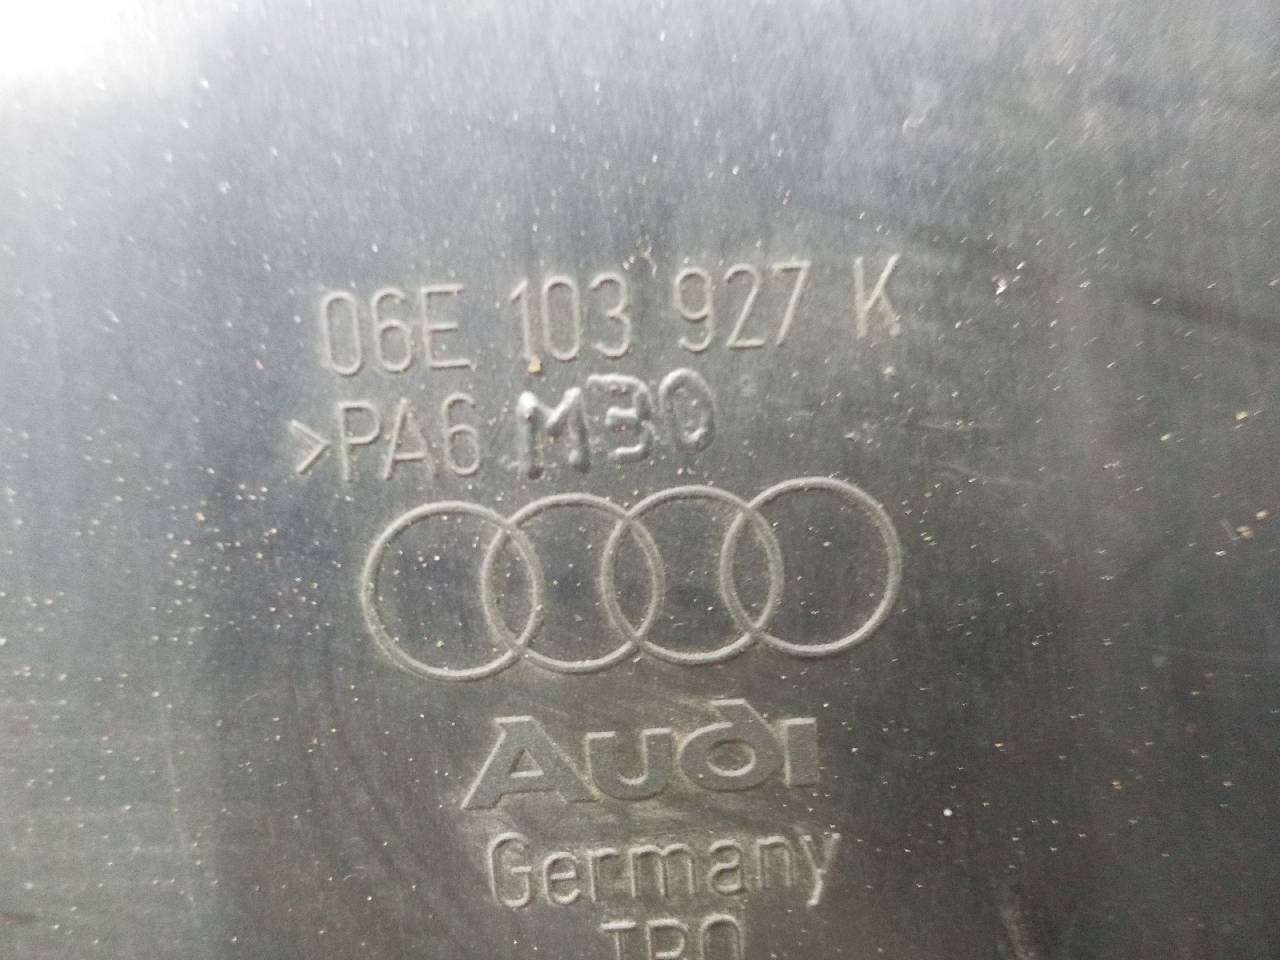 06E 103 927 K
>PA6 M30
Audi
Germany